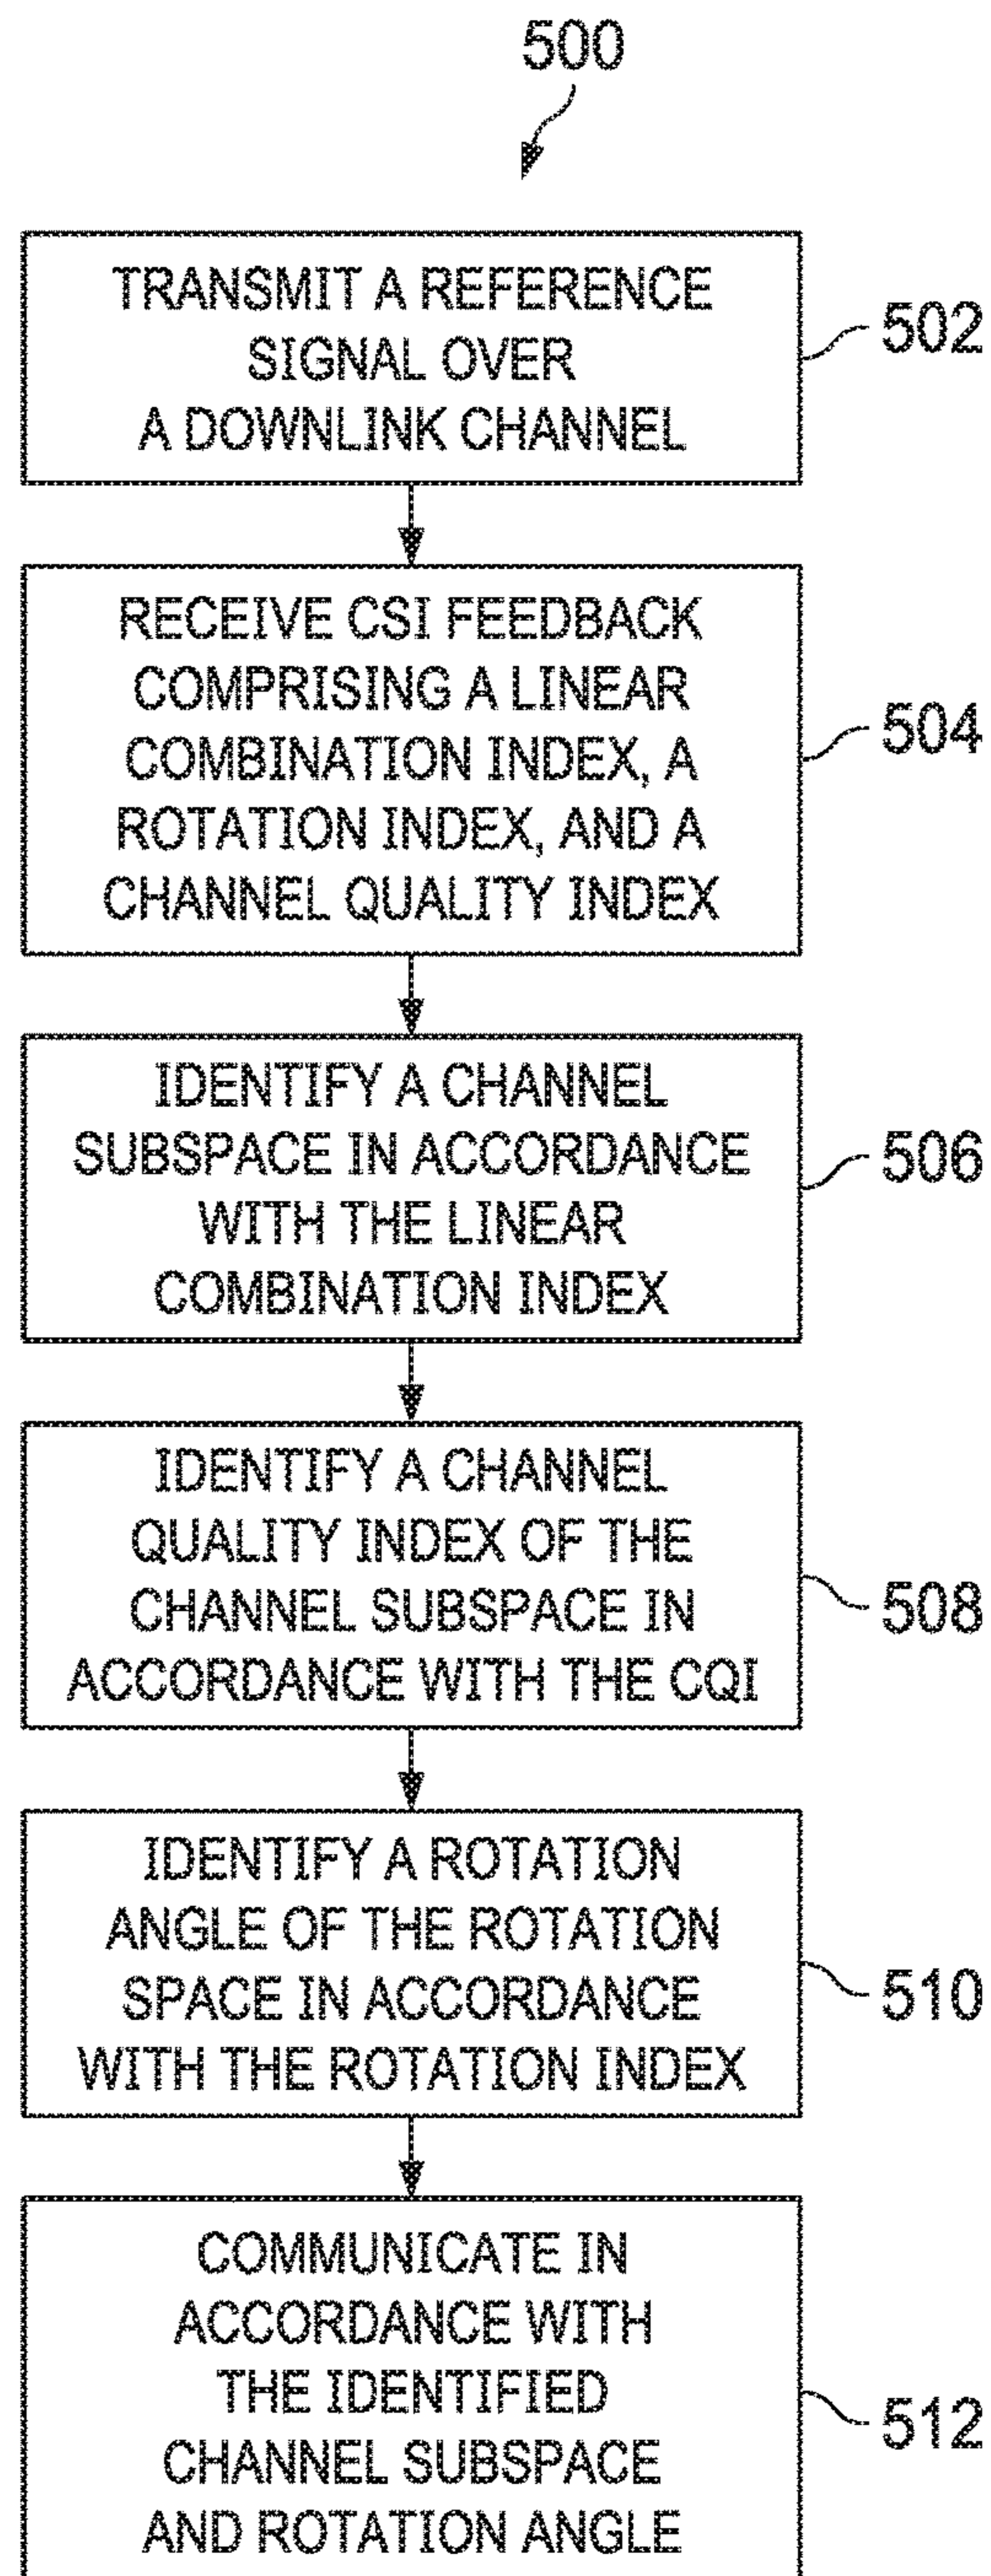 500
TRANSMIT A REFERENCE
SIGNAL OVER
A DOWNLINK CHANNEL
502
RECEIVE CSI FEEDBACK
COMPRISING A LINEAR
COMBINATION INDEX, A
ROTATION INDEX, AND A
CHANNEL QUALITY INDEX
504
IDENTIFY A CHANNEL
SUBSPACE IN ACCORDANCE
WITH THE LINEAR
COMBINATION INDEX
506
IDENTIFY A CHANNEL
QUALITY INDEX OF THE
CHANNEL SUBSPACE IN
ACCORDANCE WITH THE CQI
508
IDENTIFY A ROTATION
ANGLE OF THE ROTATION
SPACE IN ACCORDANCE
WITH THE ROTATION INDEX
510
COMMUNICATE IN
ACCORDANCE WITH
THE IDENTIFIED
CHANNEL SUBSPACE
AND ROTATION ANGLE
512